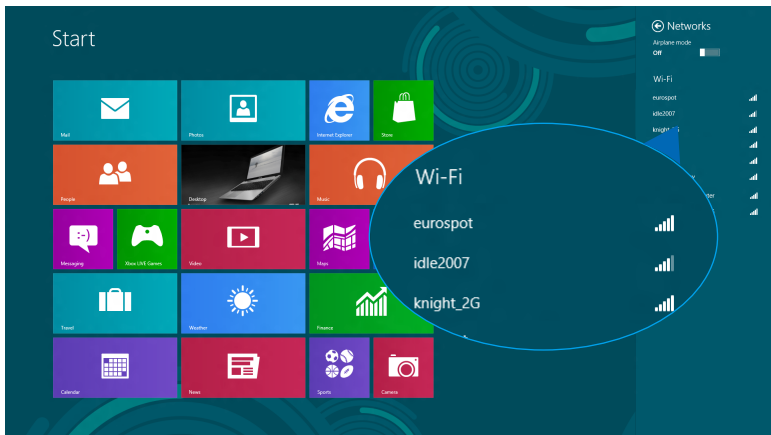 Start
Mail
Photos
Internet Explorer
Store
People
Desktop
Music
Messaging
Xbox LIVE Games
Video
Maps
Travel
Weather
Finance
Calendar
News
Sports
Camera
Networks
Airplane mode
Off
Wi-Fi
eurospot
idle2007
knight_2G
Wi-Fi
eurospot
idle2007
knight_2G